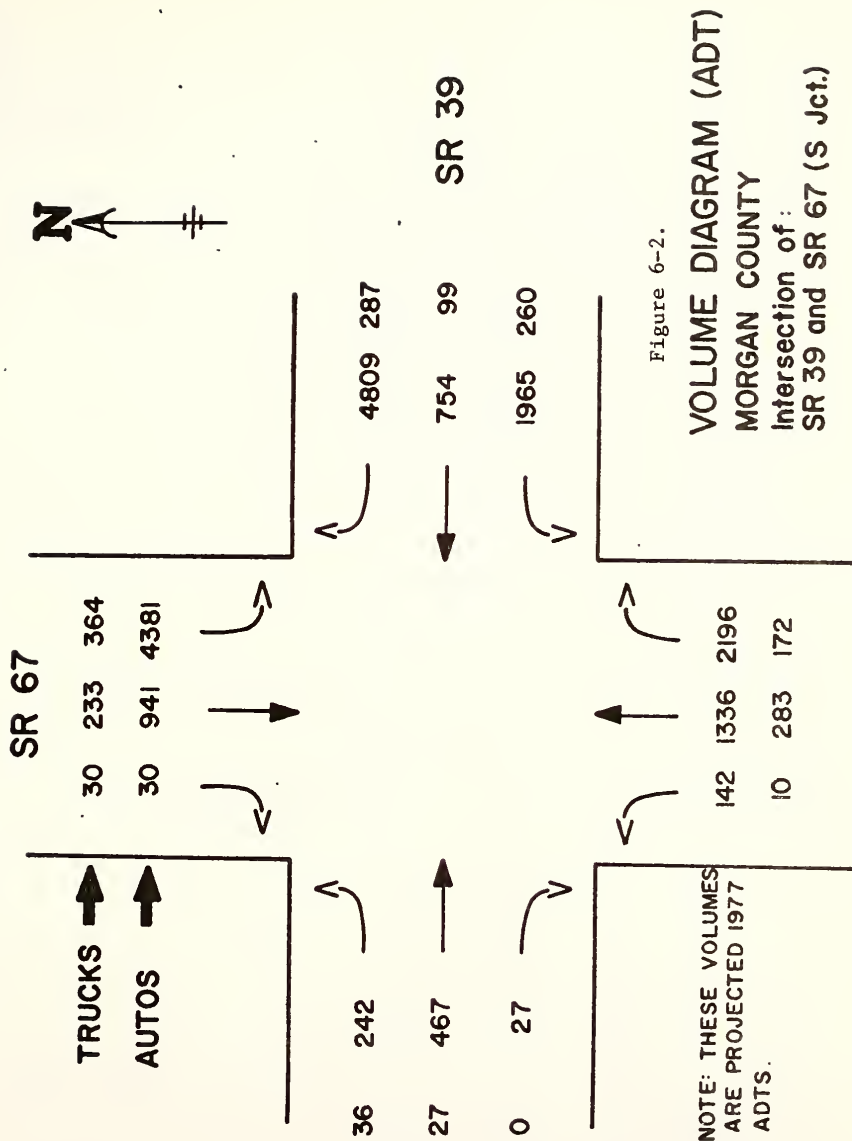 SR 67
N
TRUCKS 30 233 364
AUTOS 30 941 4381
SR 39
4809 287
754 99
1965 260
36 242
27 467
0 27
142 1336 2196
10 283 172
NOTE: THESE VOLUMES
ARE PROJECTED 1977
ADTS.
Figure 6-2.
VOLUME DIAGRAM (ADT)
MORGAN COUNTY
Intersection of:
SR 39 and SR 67 (S Jct.)